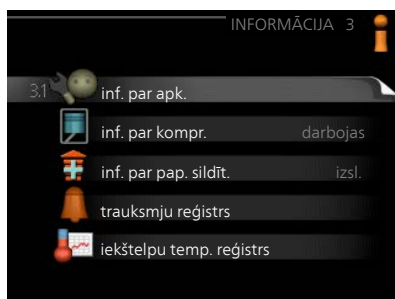 INFORMĀCIJA 3
3.1 inf. par apk.
inf. par kompr. darbojas
inf. par pap. sildīt. izsl.
trauksmju reģistrs
iekštelpu temp. reģistrs